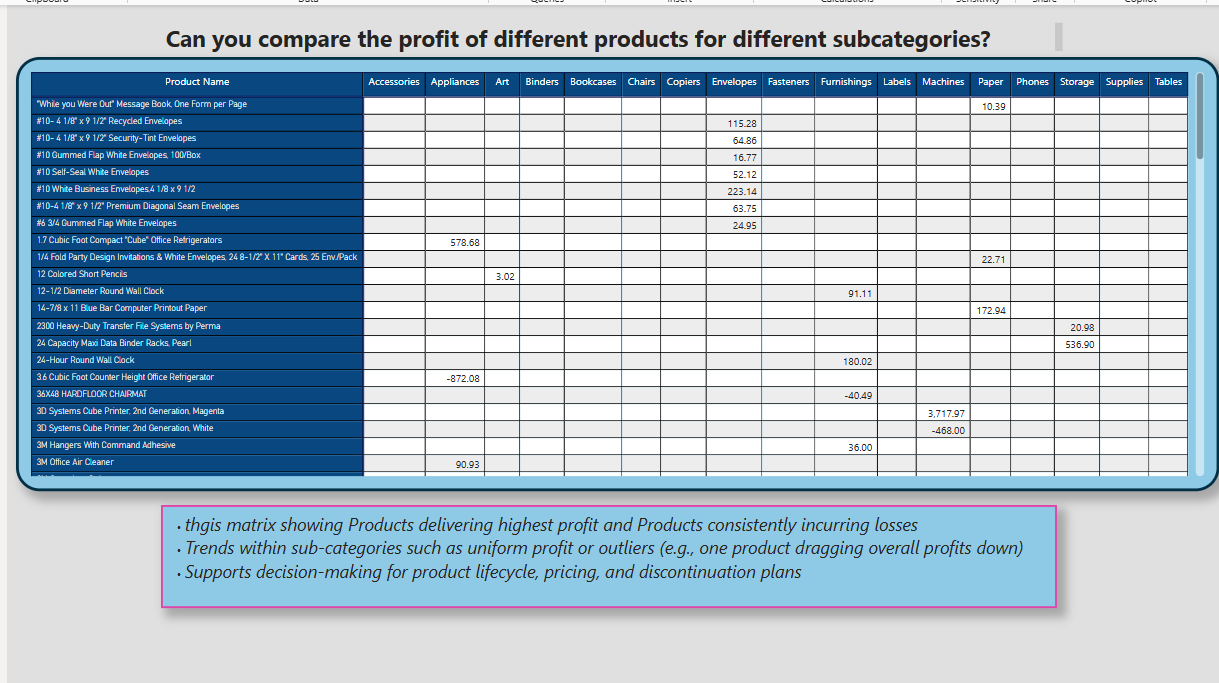 Clipboard Data Queries Insert Calculations Sensitivity Share Copilot
Can you compare the profit of different products for different subcategories?
Product Name Accessories Appliances Art Binders Bookcases Chairs Copiers Envelopes Fasteners Furnishings Labels Machines Paper Phones Storage Supplies Tables
"While you Were Out" Message Book, One Form per Page 10.39
#10- 4 1/8" x 9 1/2" Recycled Envelopes 115.28
#10- 4 1/8" x 9 1/2" Security-Tint Envelopes 64.86
#10 Gummed Flap White Envelopes, 100/Box 16.77
#10 Self-Seal White Envelopes 52.12
#10 White Business Envelopes,4 1/8 x 9 1/2 223.14
#10-4 1/8" x 9 1/2" Premium Diagonal Seam Envelopes 63.75
#6 3/4 Gummed Flap White Envelopes 24.95
1.7 Cubic Foot Compact "Cube" Office Refrigerators 578.68
1/4 Fold Party Design Invitations & White Envelopes, 24 8-1/2" X 11" Cards, 25 Env./Pack 22.71
12 Colored Short Pencils 3.02
12-1/2 Diameter Round Wall Clock 91.11
14-7/8 x 11 Blue Bar Computer Printout Paper 172.94
2300 Heavy-Duty Transfer File Systems by Perma 20.98
24 Capacity Maxi Data Binder Racks, Pearl 536.90
24-Hour Round Wall Clock 180.02
3.6 Cubic Foot Counter Height Office Refrigerator -872.08
36X48 HARDFLOOR CHAIRMAT -40.49
3D Systems Cube Printer, 2nd Generation, Magenta 3,717.97
3D Systems Cube Printer, 2nd Generation, White -468.00
3M Hangers With Command Adhesive 36.00
3M Office Air Cleaner 90.93
• thgis matrix showing Products delivering highest profit and Products consistently incurring losses
• Trends within sub-categories such as uniform profit or outliers (e.g., one product dragging overall profits down)
• Supports decision-making for product lifecycle, pricing, and discontinuation plans